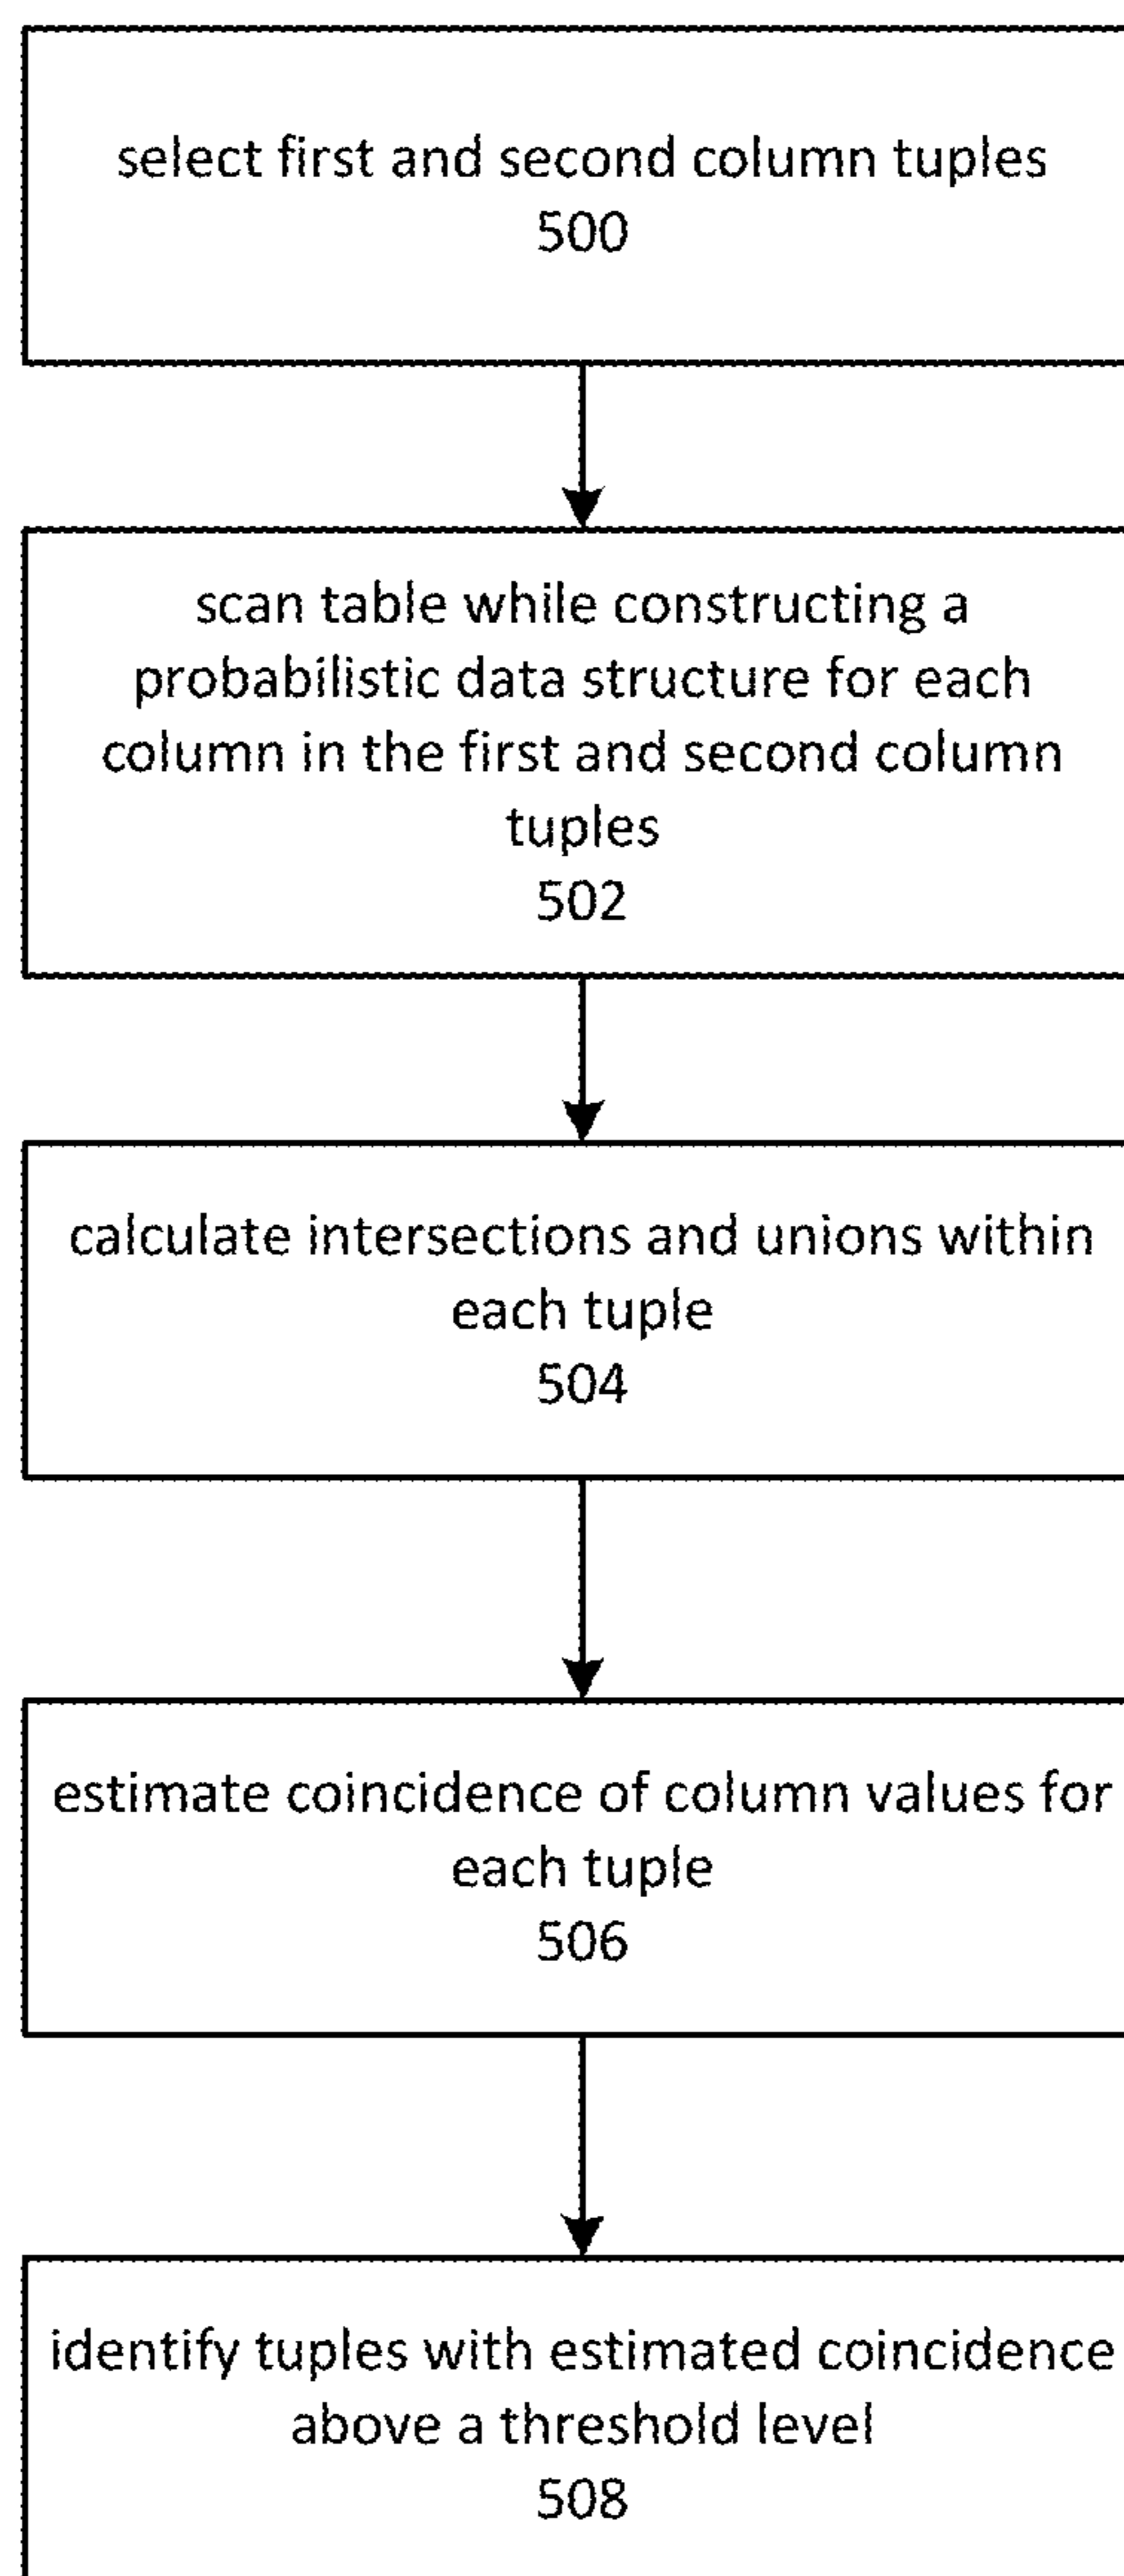 select first and second column tuples
500
scan table while constructing a
probabilistic data structure for each
column in the first and second column
tuples
502
calculate intersections and unions within
each tuple
504
estimate coincidence of column values for
each tuple
506
identify tuples with estimated coincidence
above a threshold level
508